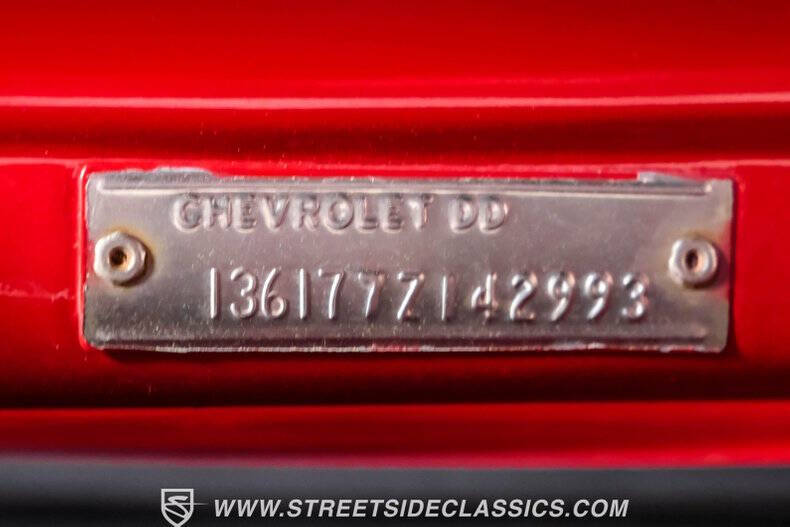 CHEVROLET DD
136177Z142993
WWW.STREETSIDECLASSICS.COM